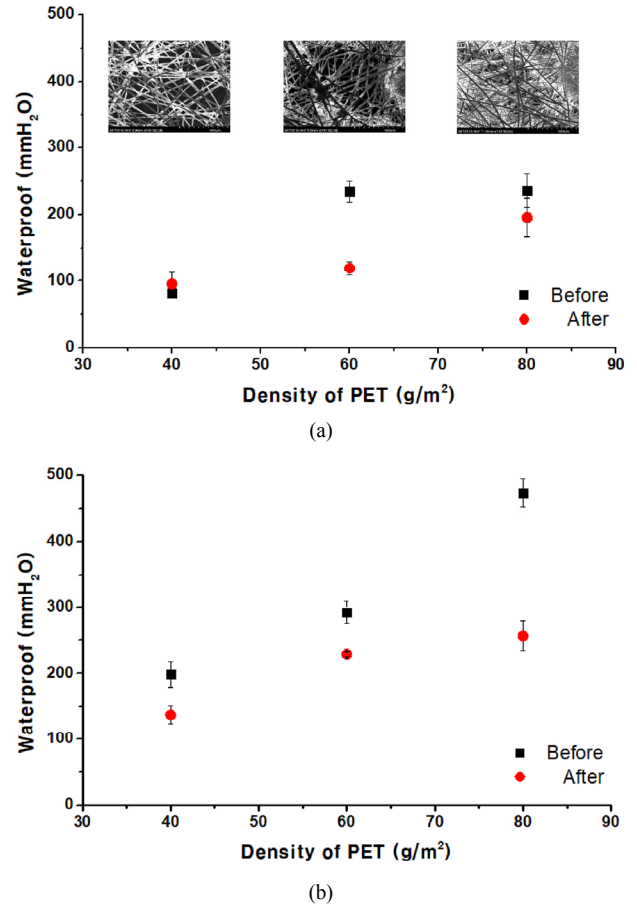 500
400
300
200
100
0
Waterproof (mmH2O)
Before
After
30 40 50 60 70 80 90
Density of PET (g/m²)
(a)
500
400
300
200
100
0
Waterproof (mmH2O)
Before
After
30 40 50 60 70 80 90
Density of PET (g/m²)
(b)